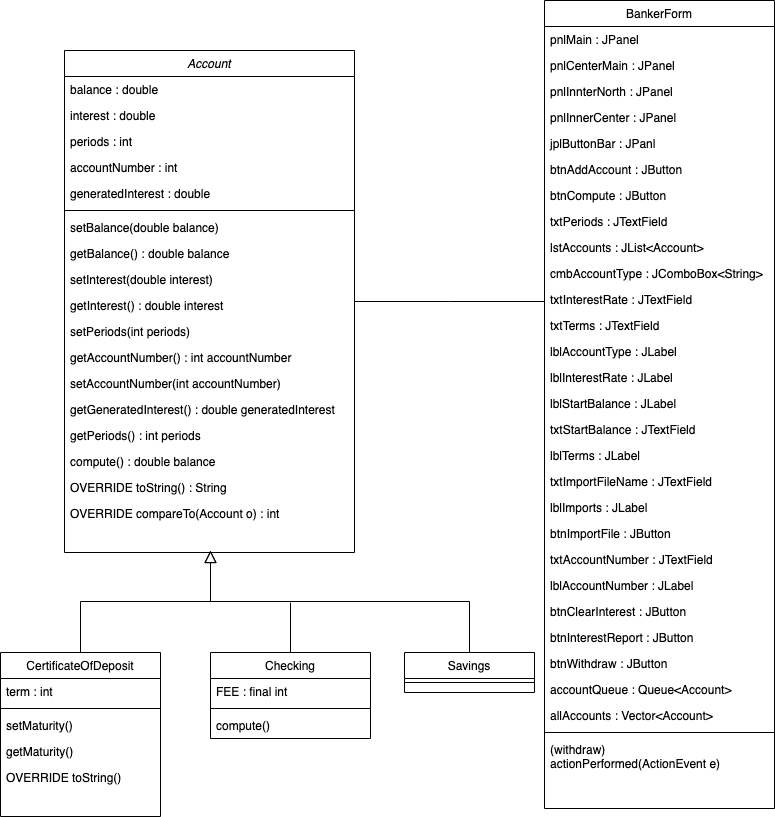 Account
balance : double
interest : double
periods : int
accountNumber : int
generatedInterest : double
setBalance(double balance)
getBalance() : double balance
setInterest(double interest)
getInterest() : double interest
setPeriods(int periods)
getAccountNumber() : int accountNumber
setAccountNumber(int accountNumber)
getGeneratedInterest() : double generatedInterest
getPeriods() : int periods
compute() : double balance
OVERRIDE toString() : String
OVERRIDE compareTo(Account o) : int
CertificateOfDeposit
term : int
setMaturity()
getMaturity()
OVERRIDE toString()
Checking
FEE : final int
compute()
Savings
BankerForm
pnlMain : JPanel
pnlCenterMain : JPanel
pnlInnterNorth : JPanel
pnlInnerCenter : JPanel
jplButtonBar : JPanl
btnAddAccount : JButton
btnCompute : JButton
txtPeriods : JTextField
lstAccounts : JList<Account>
cmbAccountType : JComboBox<String>
txtInterestRate : JTextField
txtTerms : JTextField
lblAccountType : JLabel
lblInterestRate : JLabel
lblStartBalance : JLabel
txtStartBalance : JTextField
lblTerms : JLabel
txtImportFileName : JTextField
lblImports : JLabel
btnImportFile : JButton
txtAccountNumber : JTextField
lblAccountNumber : JLabel
btnClearInterest : JButton
btnInterestReport : JButton
btnWithdraw : JButton
accountQueue : Queue<Account>
allAccounts : Vector<Account>
(withdraw)
actionPerformed(ActionEvent e)